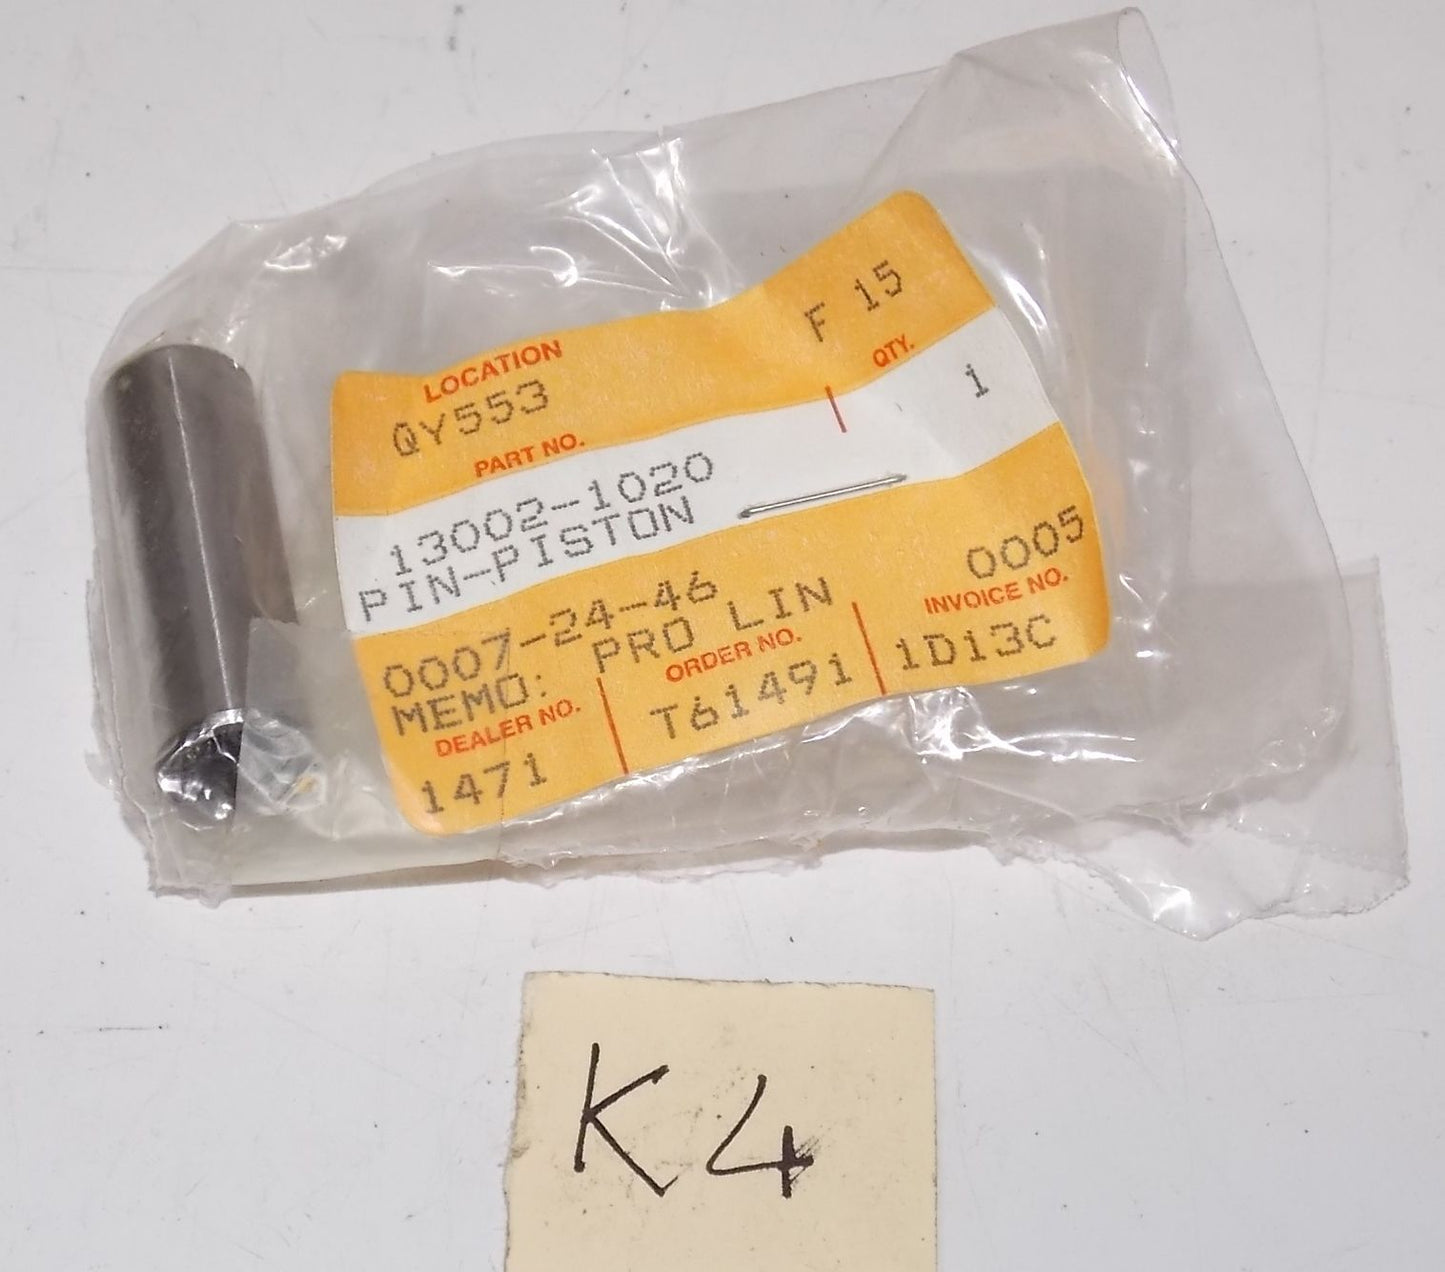 F 15
LOCATION
QY553
PART NO. QTY.
13002-1020 1
PIN-PISTON
0007-24-46 0005
MEMO: PRO LIN
DEALER NO. ORDER NO. INVOICE NO.
1471 T61491 1D13C
K4